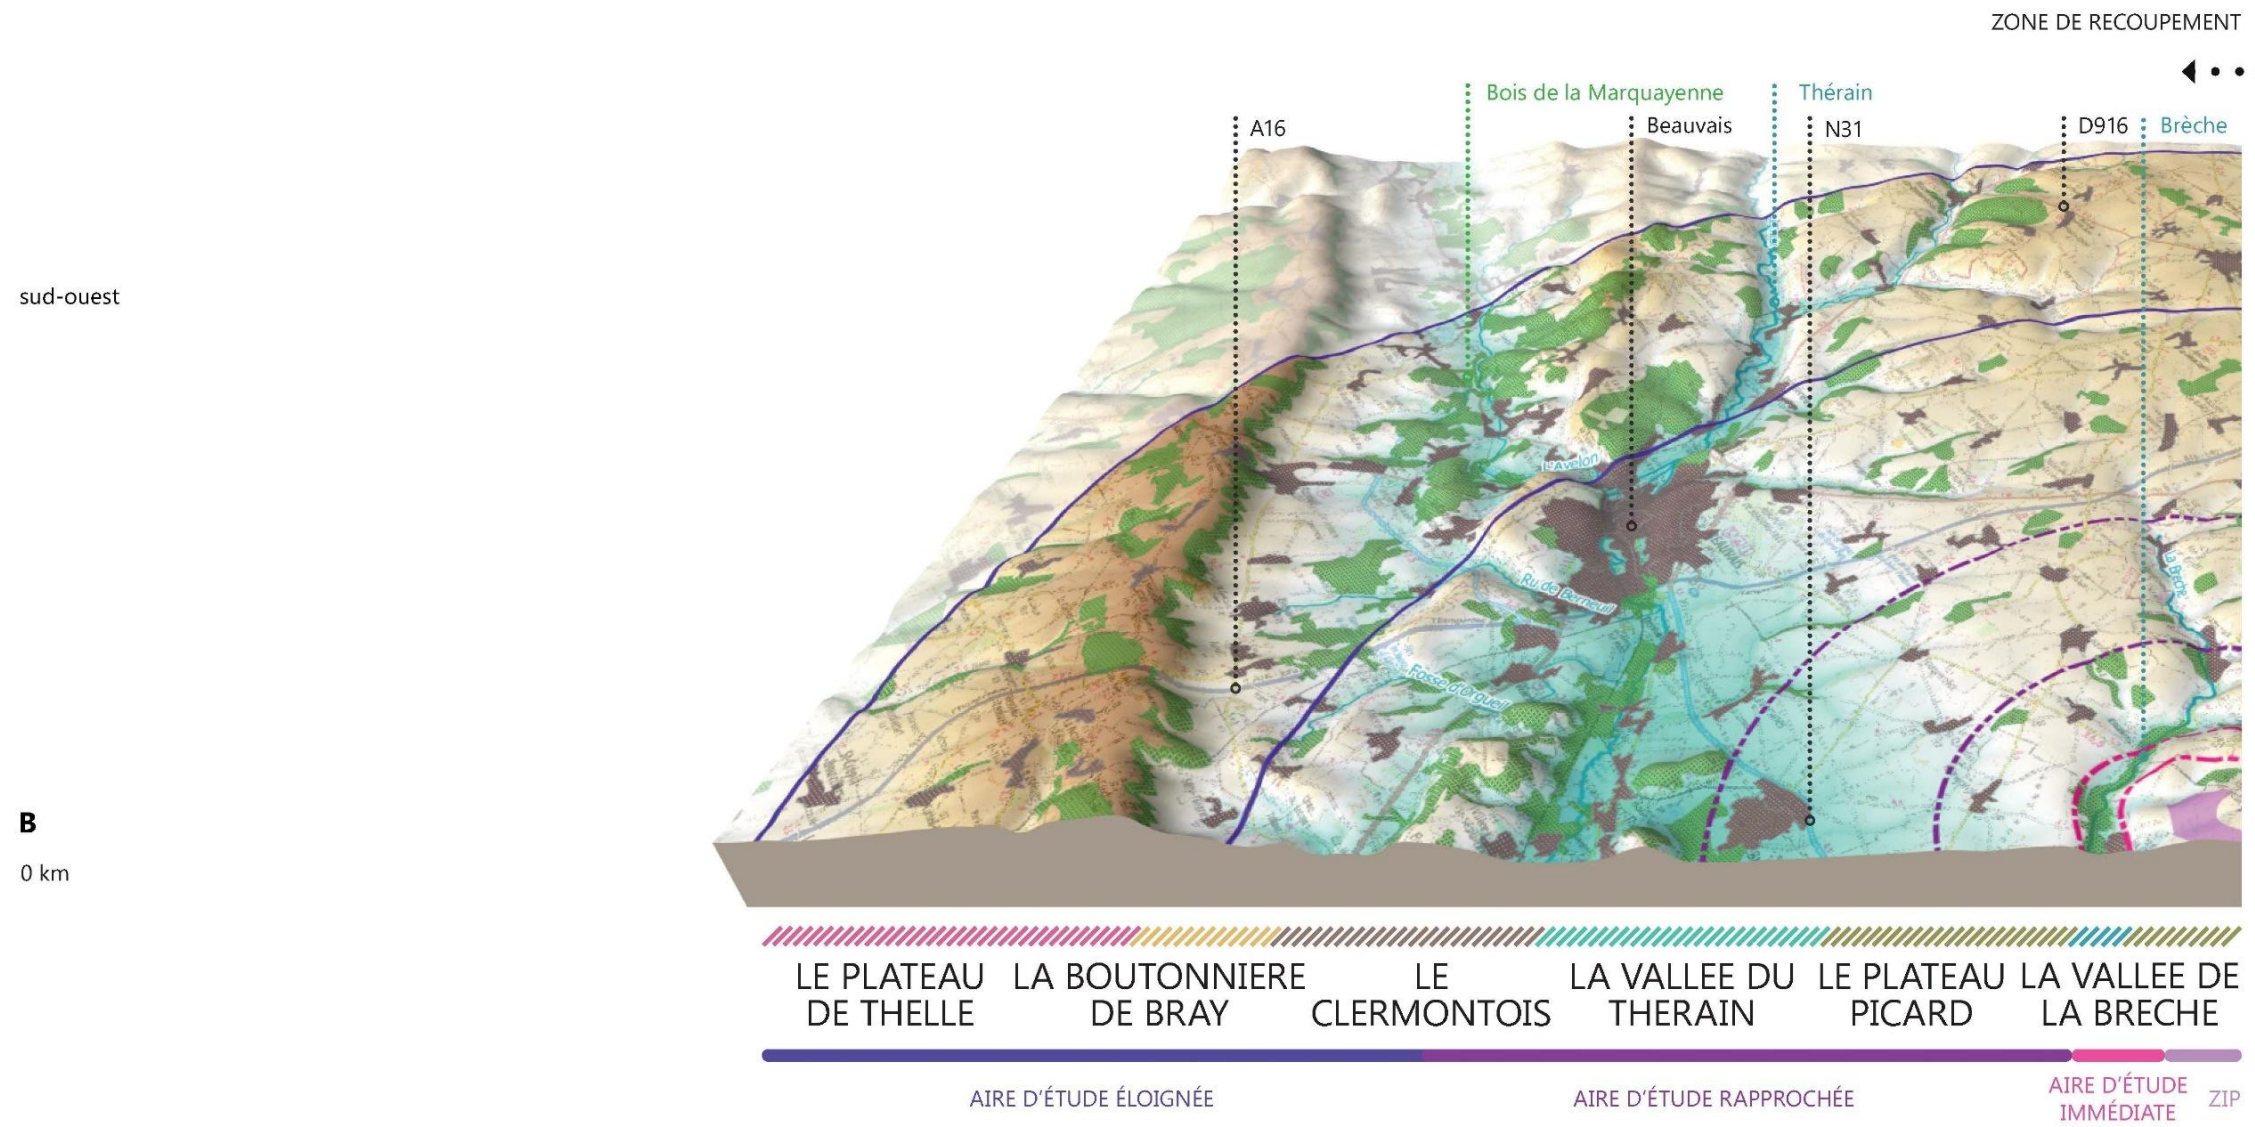 ZONE DE RECOUPEMENT
Bois de la Marquayenne
Thérain
A16
Beauvais
N31
D916
Brèche
sud-ouest
L'Avelon
la Brèche
Ru de Berneuil
Fosse d'Orgueil
B
0 km
LE PLATEAU
DE THELLE
LA BOUTONNIERE
DE BRAY
LE
CLERMONTOIS
LA VALLEE DU
THERAIN
LE PLATEAU
PICARD
LA VALLEE DE
LA BRECHE
AIRE D'ÉTUDE ÉLOIGNÉE
AIRE D'ÉTUDE RAPPROCHÉE
AIRE D'ÉTUDE
IMMÉDIATE
ZIP